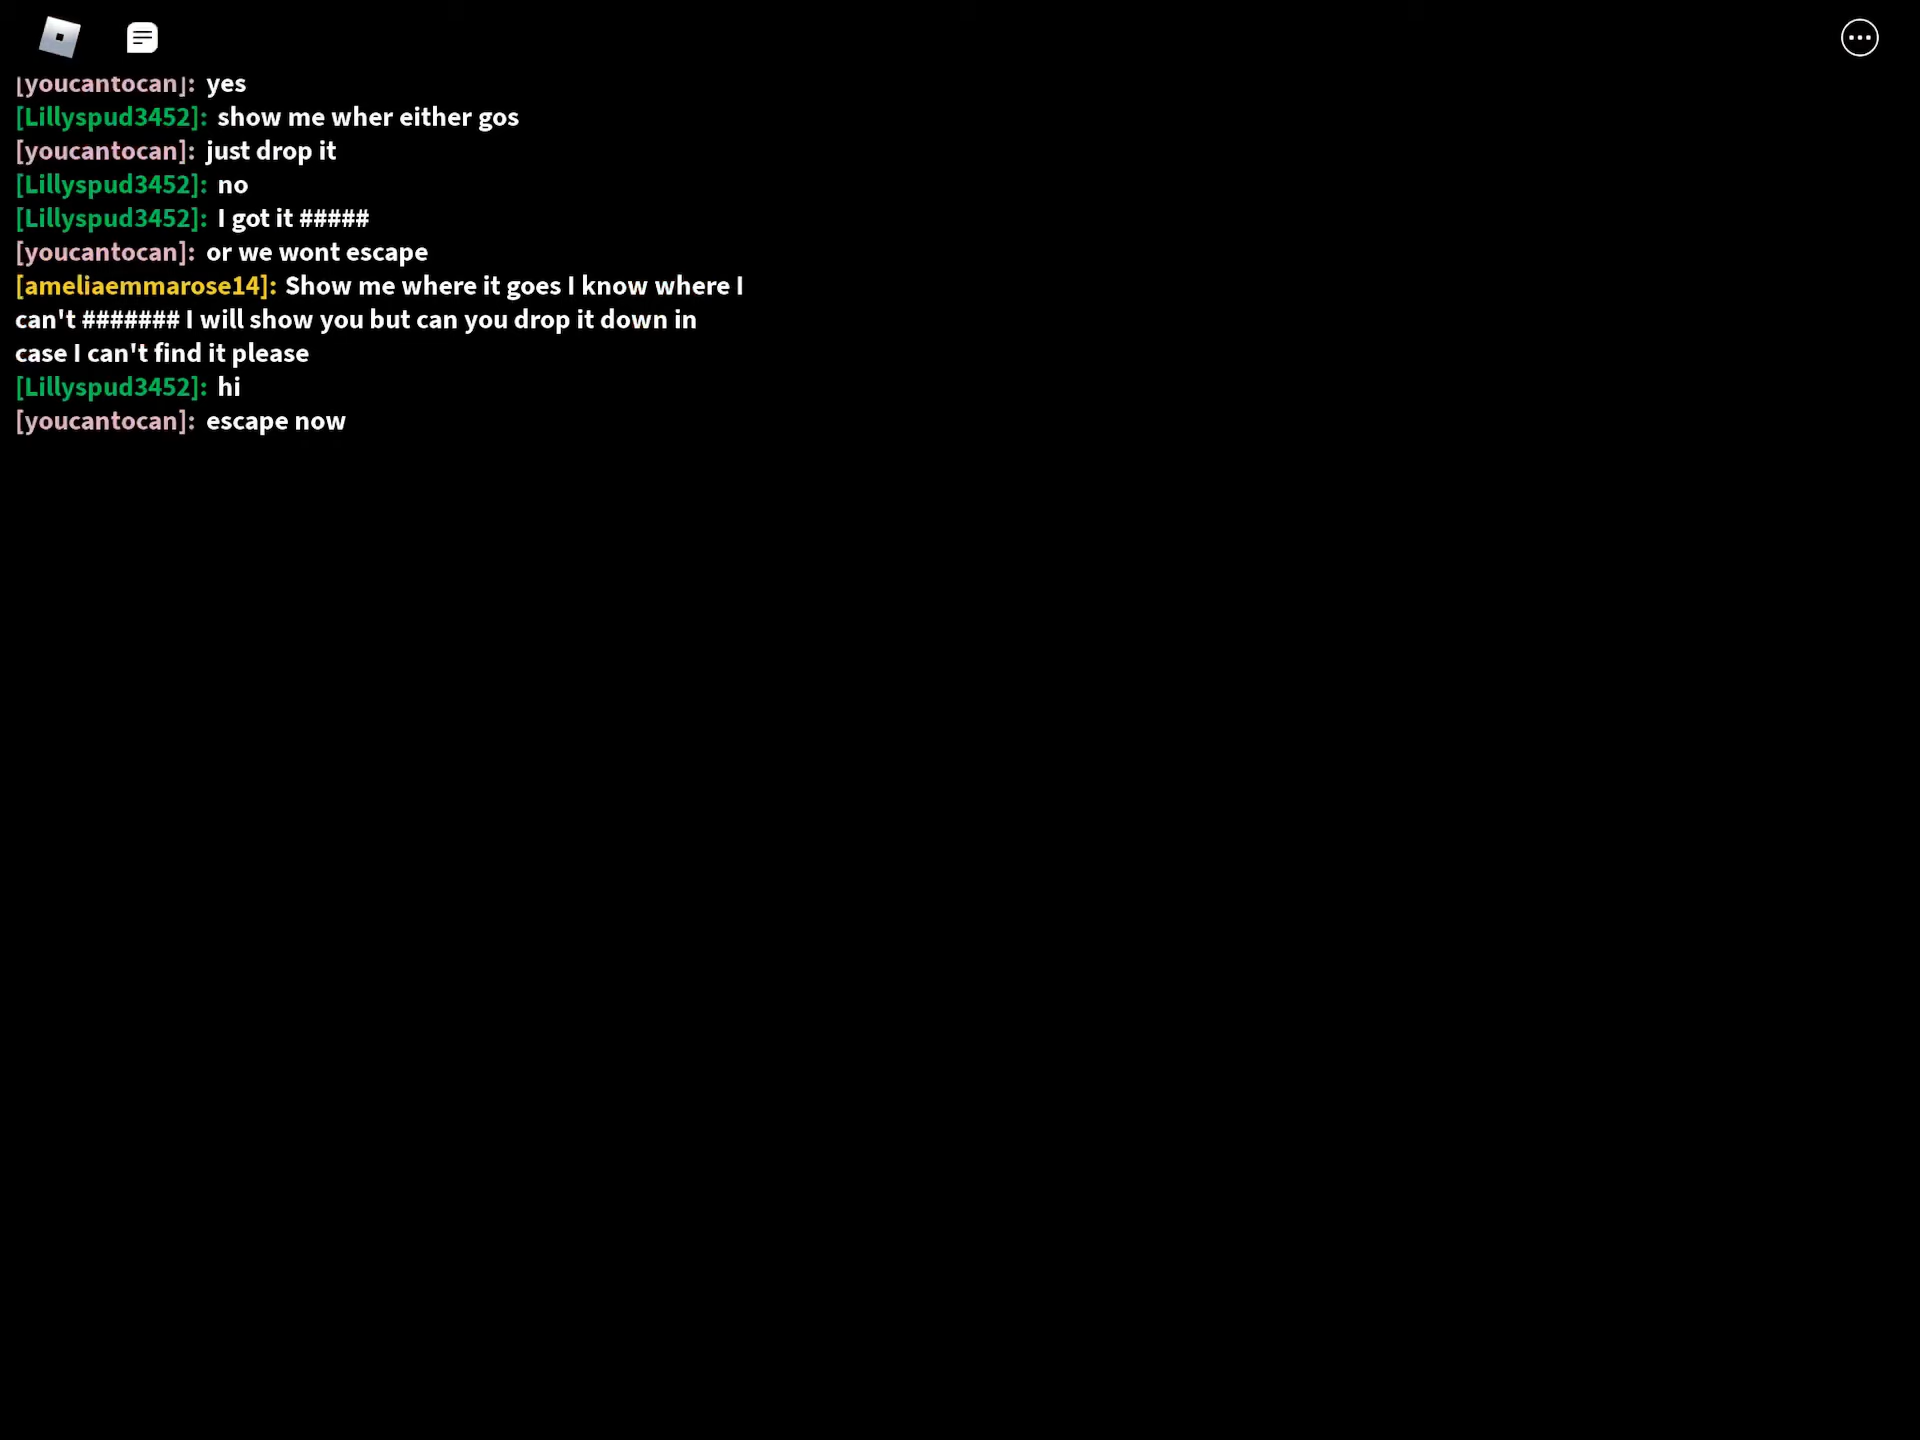 [youcantocan]: yes
[Lillyspud3452]: show me wher either gos
[youcantocan]: just drop it
[Lillyspud3452]: no
[Lillyspud3452]: I got it #####
[youcantocan]: or we wont escape
[ameliaemmarose14]: Show me where it goes I know where I
can't ####### I will show you but can you drop it down in
case I can't find it please
[Lillyspud3452]: hi
[youcantocan]: escape now